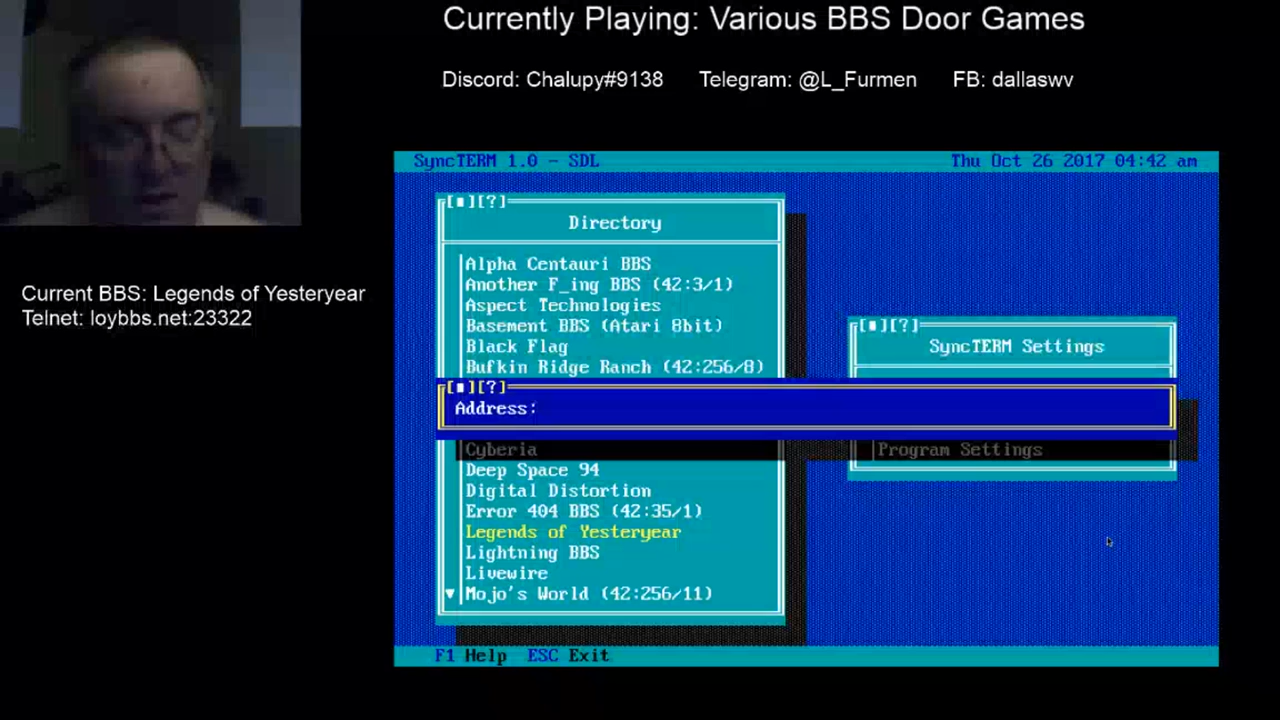 Currently Playing: Various BBS Door Games
Discord: Chalupy#9138 Telegram: @L_Furmen FB: dallaswv
SyncTERM 1.0 - SDL Thu Oct 26 2017 04:42 am
[■][?]
Directory
Alpha Centauri BBS
Another F_ing BBS (42:3/1)
Aspect Technologies
Basement BBS (Atari 8bit)
Black Flag
Bufkin Ridge Ranch (42:256/8)
[■][?]
SyncTERM Settings
[■][?]
Address:
Cyberia
Program Settings
Deep Space 94
Digital Distortion
Error 404 BBS (42:35/1)
Legends of Yesteryear
Lightning BBS
Livewire
▼ Mojo's World (42:256/11)
F1 Help ESC Exit
Current BBS: Legends of Yesteryear
Telnet: loybbs.net:23322